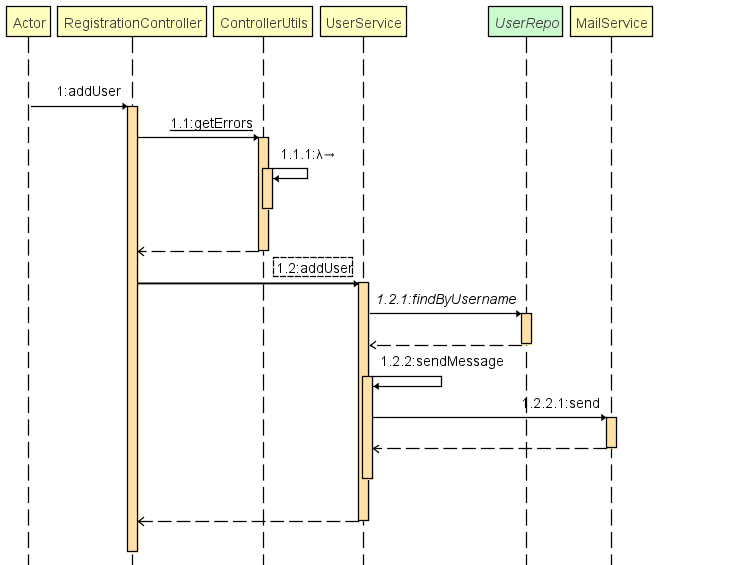 Actor
RegistrationController
ControllerUtils
UserService
UserRepo
MailService
1:addUser
1.1:getErrors
1.1.1:λ→
1.2:addUser
1.2.1:findByUsername
1.2.2:sendMessage
1.2.2.1:send